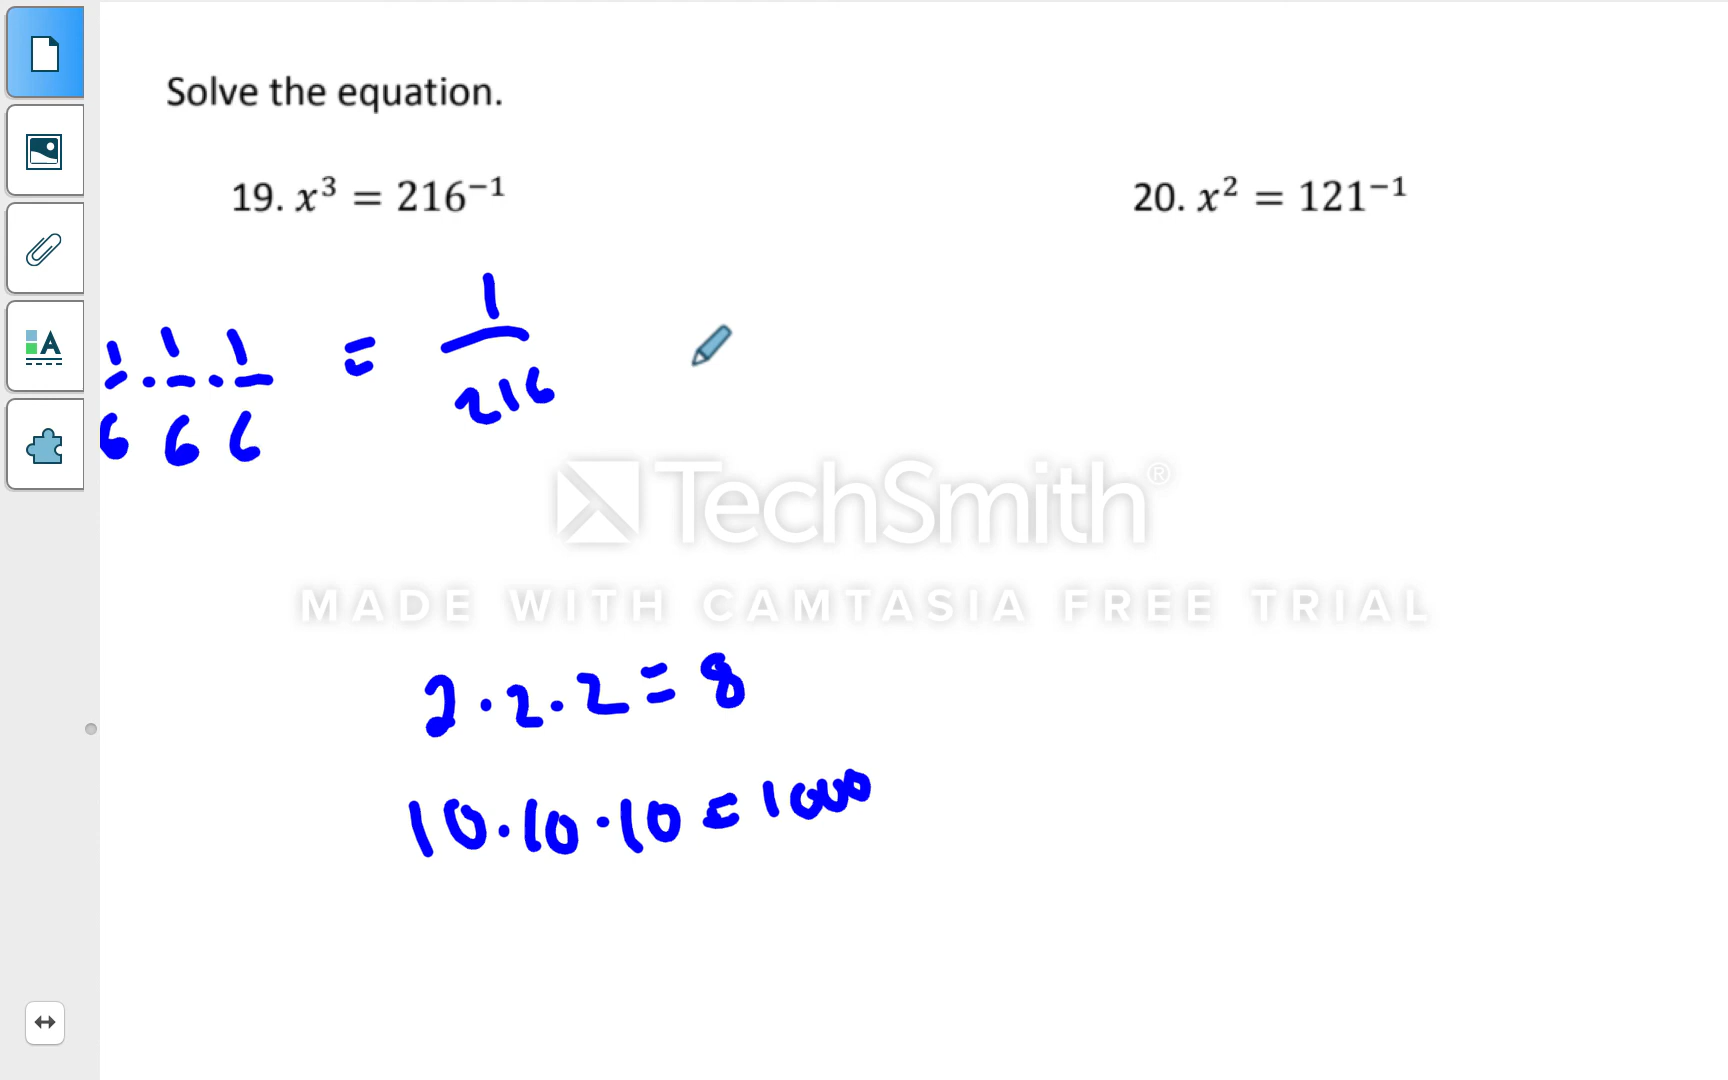 Solve the equation.
19. x³ = 216⁻¹
20. x² = 121⁻¹
1/6 · 1/6 · 1/6 = 1/216
TechSmith®
MADE WITH CAMTASIA FREE TRIAL
2 · 2 · 2 = 8
10 · 10 · 10 = 1000